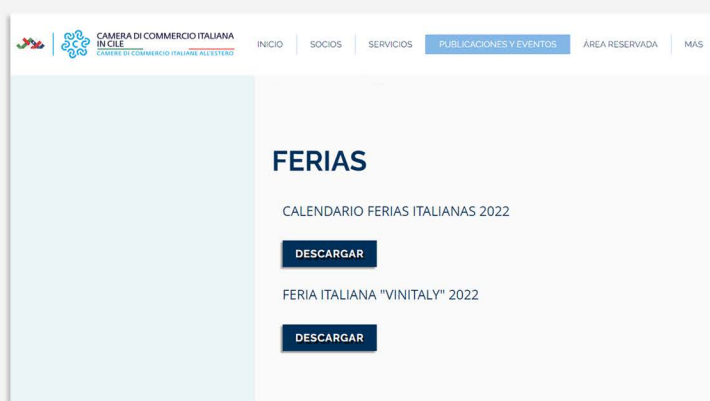 CAMERA DI COMMERCIO ITALIANA
IN CILE
CAMERE DI COMMERCIO ITALIANE ALL'ESTERO
INICIO
SOCIOS
SERVICIOS
PUBLICACIONES Y EVENTOS
ÁREA RESERVADA
MÁS
FERIAS
CALENDARIO FERIAS ITALIANAS 2022
DESCARGAR
FERIA ITALIANA "VINITALY" 2022
DESCARGAR